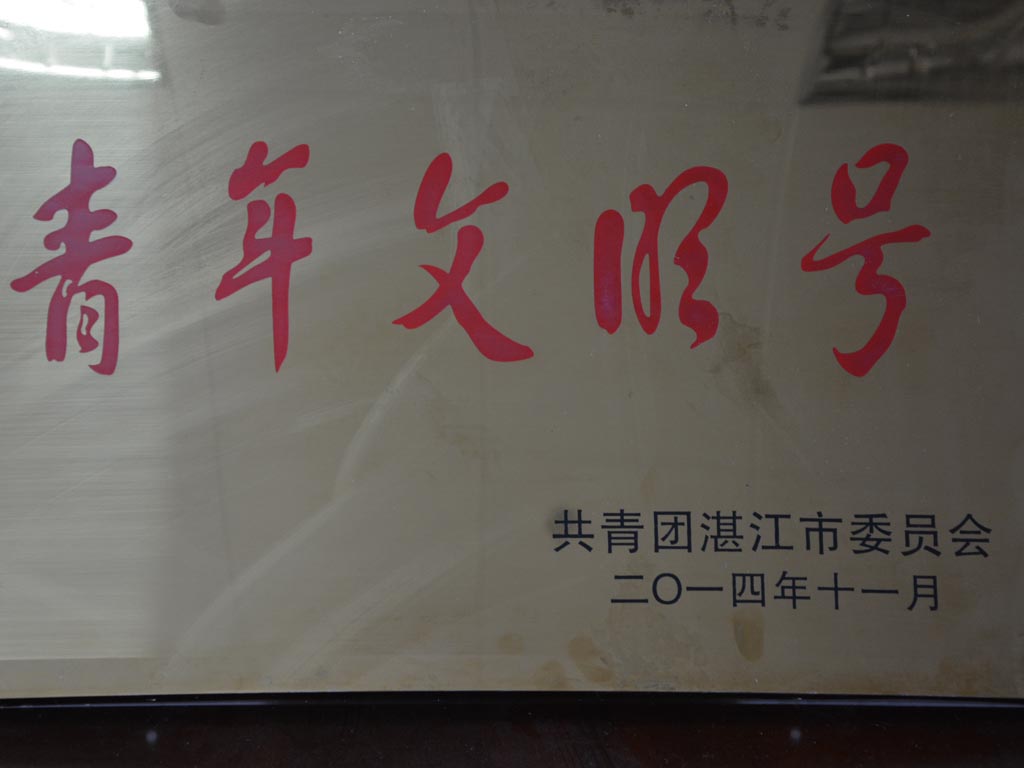 青年文明号
共青团湛江市委员会
二〇一四年十一月